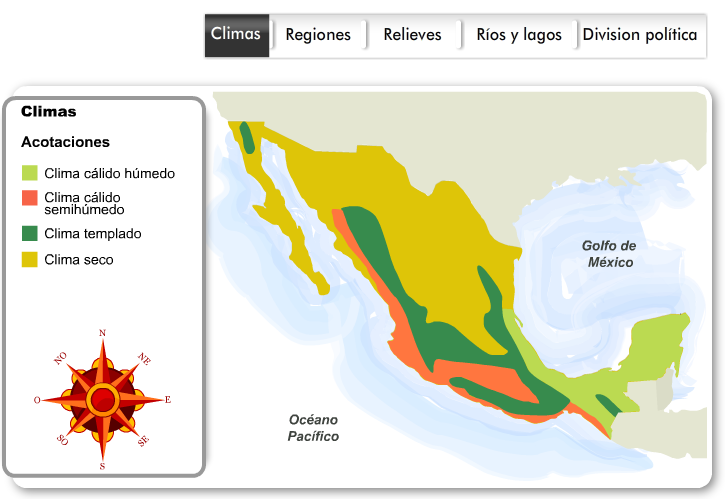 Climas Regiones Relieves Ríos y lagos Division política
Climas
Acotaciones
Clima cálido húmedo
Clima cálido
semihúmedo
Clima templado
Clima seco
N
NO NE
O E
SO SE
S
Golfo de
México
Océano
Pacífico